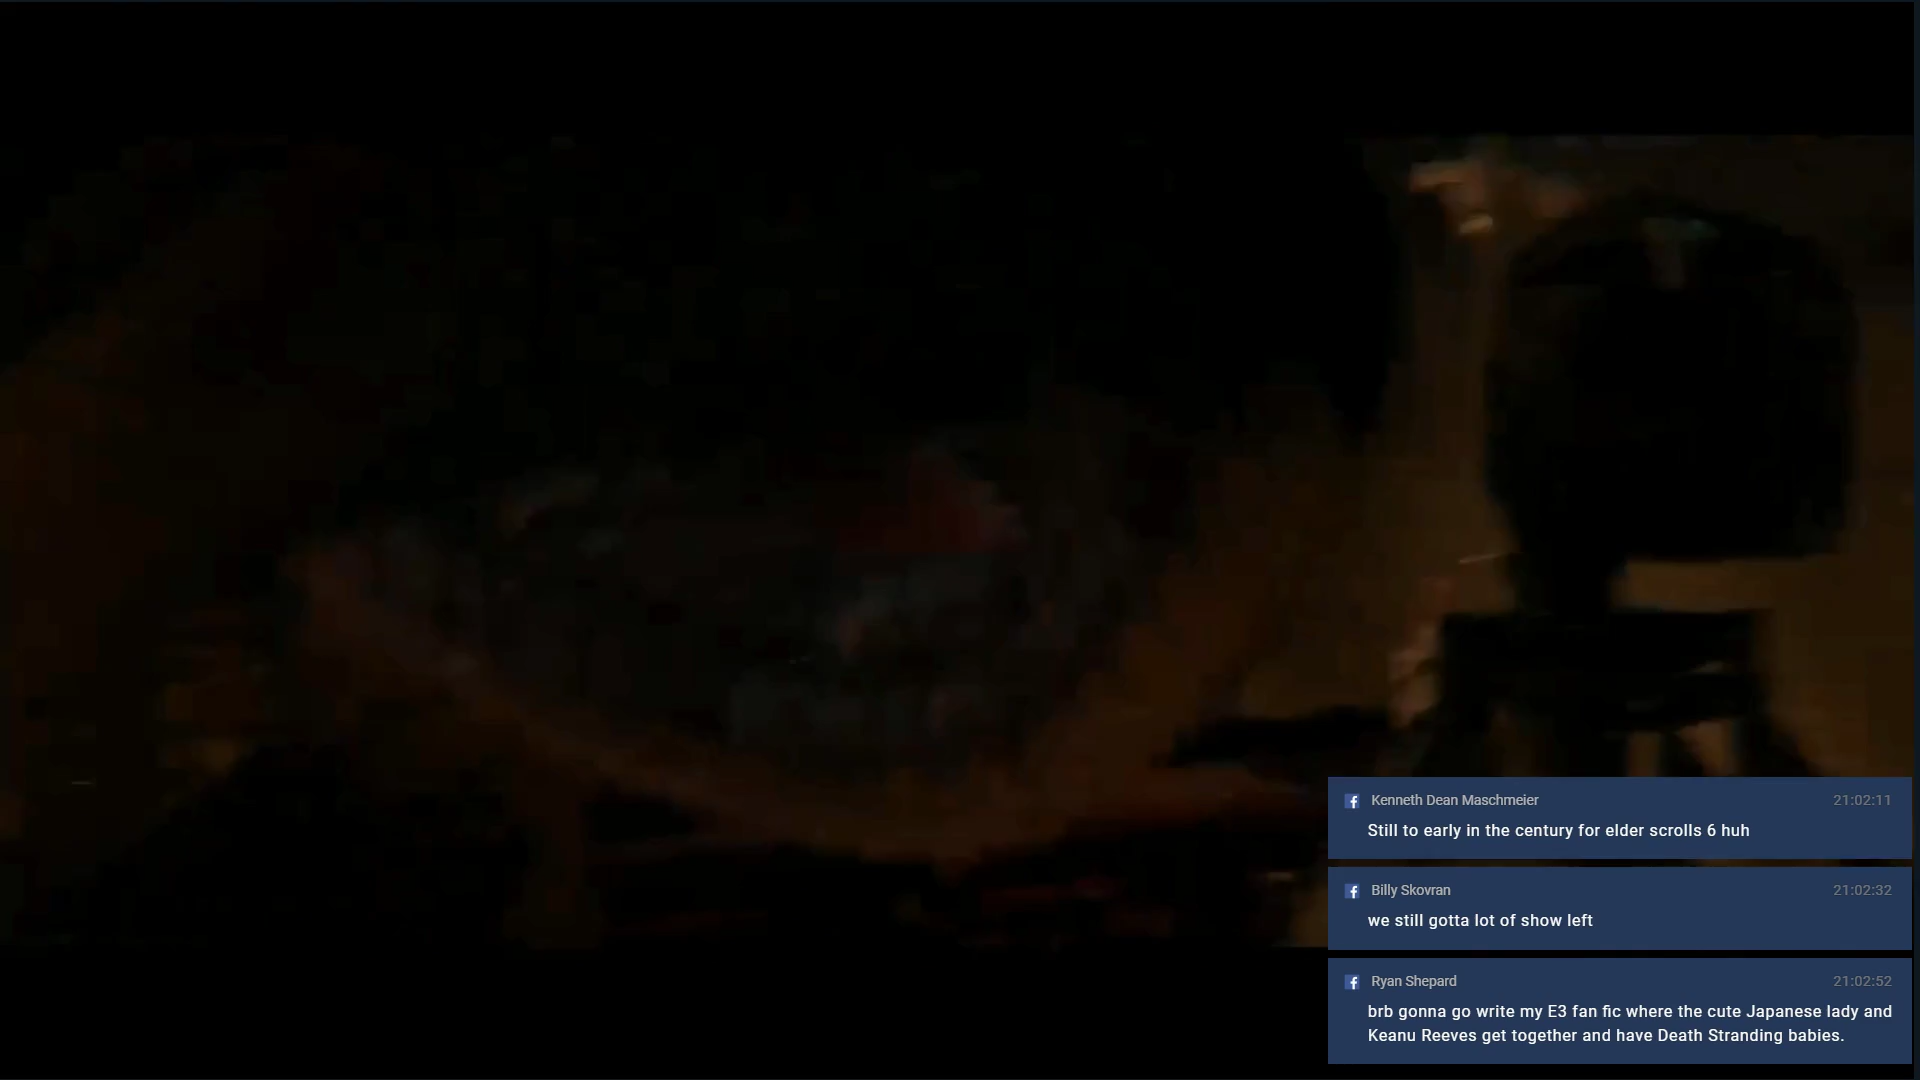 Kenneth Dean Maschmeier 21:02:11
Still to early in the century for elder scrolls 6 huh
Billy Skovran 21:02:32
we still gotta lot of show left
Ryan Shepard 21:02:52
brb gonna go write my E3 fan fic where the cute Japanese lady and
Keanu Reeves get together and have Death Stranding babies.